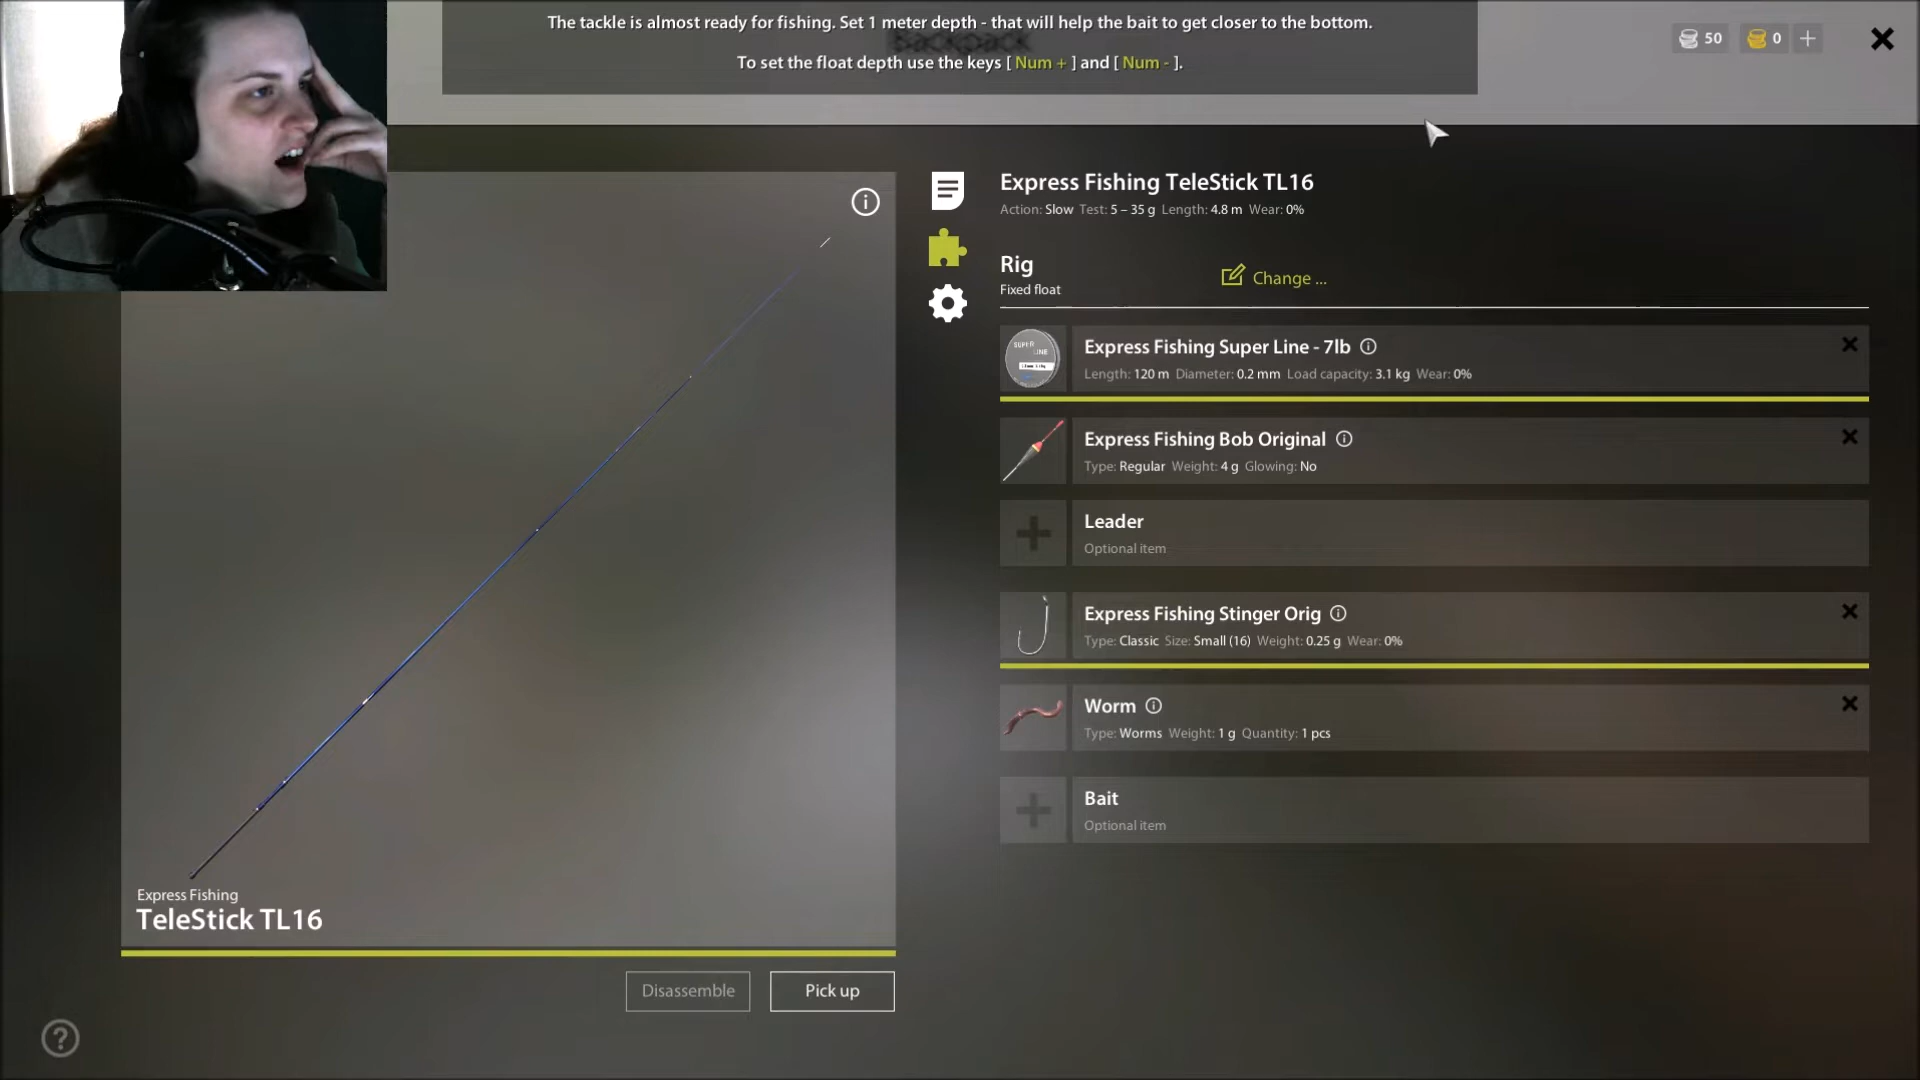 The tackle is almost ready for fishing. Set 1 meter depth - that will help the bait to get closer to the bottom.
Backpack
To set the float depth use the keys [ Num + ] and [ Num - ].
50
0
Express Fishing TeleStick TL16
Action: Slow Test: 5 – 35 g Length: 4.8 m Wear: 0%
Rig
Fixed float
Change ...
Express Fishing Super Line - 7lb
Length: 120 m Diameter: 0.2 mm Load capacity: 3.1 kg Wear: 0%
SUPER
LINE
Express Fishing Bob Original
Type: Regular Weight: 4 g Glowing: No
Leader
Optional item
Express Fishing Stinger Orig
Type: Classic Size: Small (16) Weight: 0.25 g Wear: 0%
Worm
Type: Worms Weight: 1 g Quantity: 1 pcs
Bait
Optional item
Express Fishing
TeleStick TL16
Disassemble
Pick up